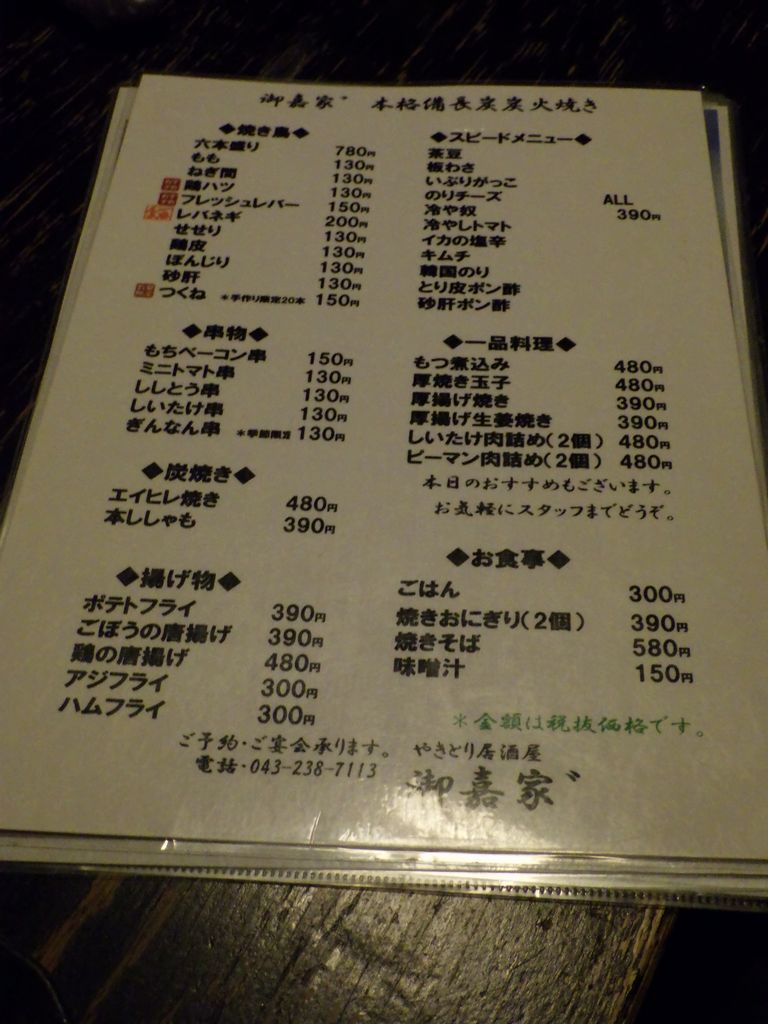 御嘉家゛ 本格備長炭炭火焼き
◆焼き鳥◆
六本盛り 780円
もも 130円
ねぎ間 130円
鶏ハツ 130円
フレッシュレバー 150円
レバネギ 200円
せせり 130円
鶏皮 130円
ぼんじり 130円
砂肝 130円
つくね *手作り限定20本 150円
◆串物◆
もちベーコン串 150円
ミニトマト串 130円
ししとう串 130円
しいたけ串 130円
ぎんなん串 *季節限定 130円
◆炭焼き◆
エイヒレ焼き 480円
本ししゃも 390円
◆揚げ物◆
ポテトフライ 390円
ごぼうの唐揚げ 390円
鶏の唐揚げ 480円
アジフライ 300円
ハムフライ 300円
ご予約・ご宴会承ります。
電話・043-238-7113
◆スピードメニュー◆
茶豆
板わさ
いぶりがっこ
のりチーズ ALL
冷や奴 390円
冷やしトマト
イカの塩辛
キムチ
韓国のり
とり皮ポン酢
砂肝ポン酢
◆一品料理◆
もつ煮込み 480円
厚焼き玉子 480円
厚揚げ焼き 390円
厚揚げ生姜焼き 390円
しいたけ肉詰め(2個) 480円
ピーマン肉詰め(2個) 480円
本日のおすすめもございます。
お気軽にスタッフまでどうぞ。
◆お食事◆
ごはん 300円
焼きおにぎり(2個) 390円
焼きそば 580円
味噌汁 150円
*金額は税抜価格です。
やきとり居酒屋
御嘉家゛